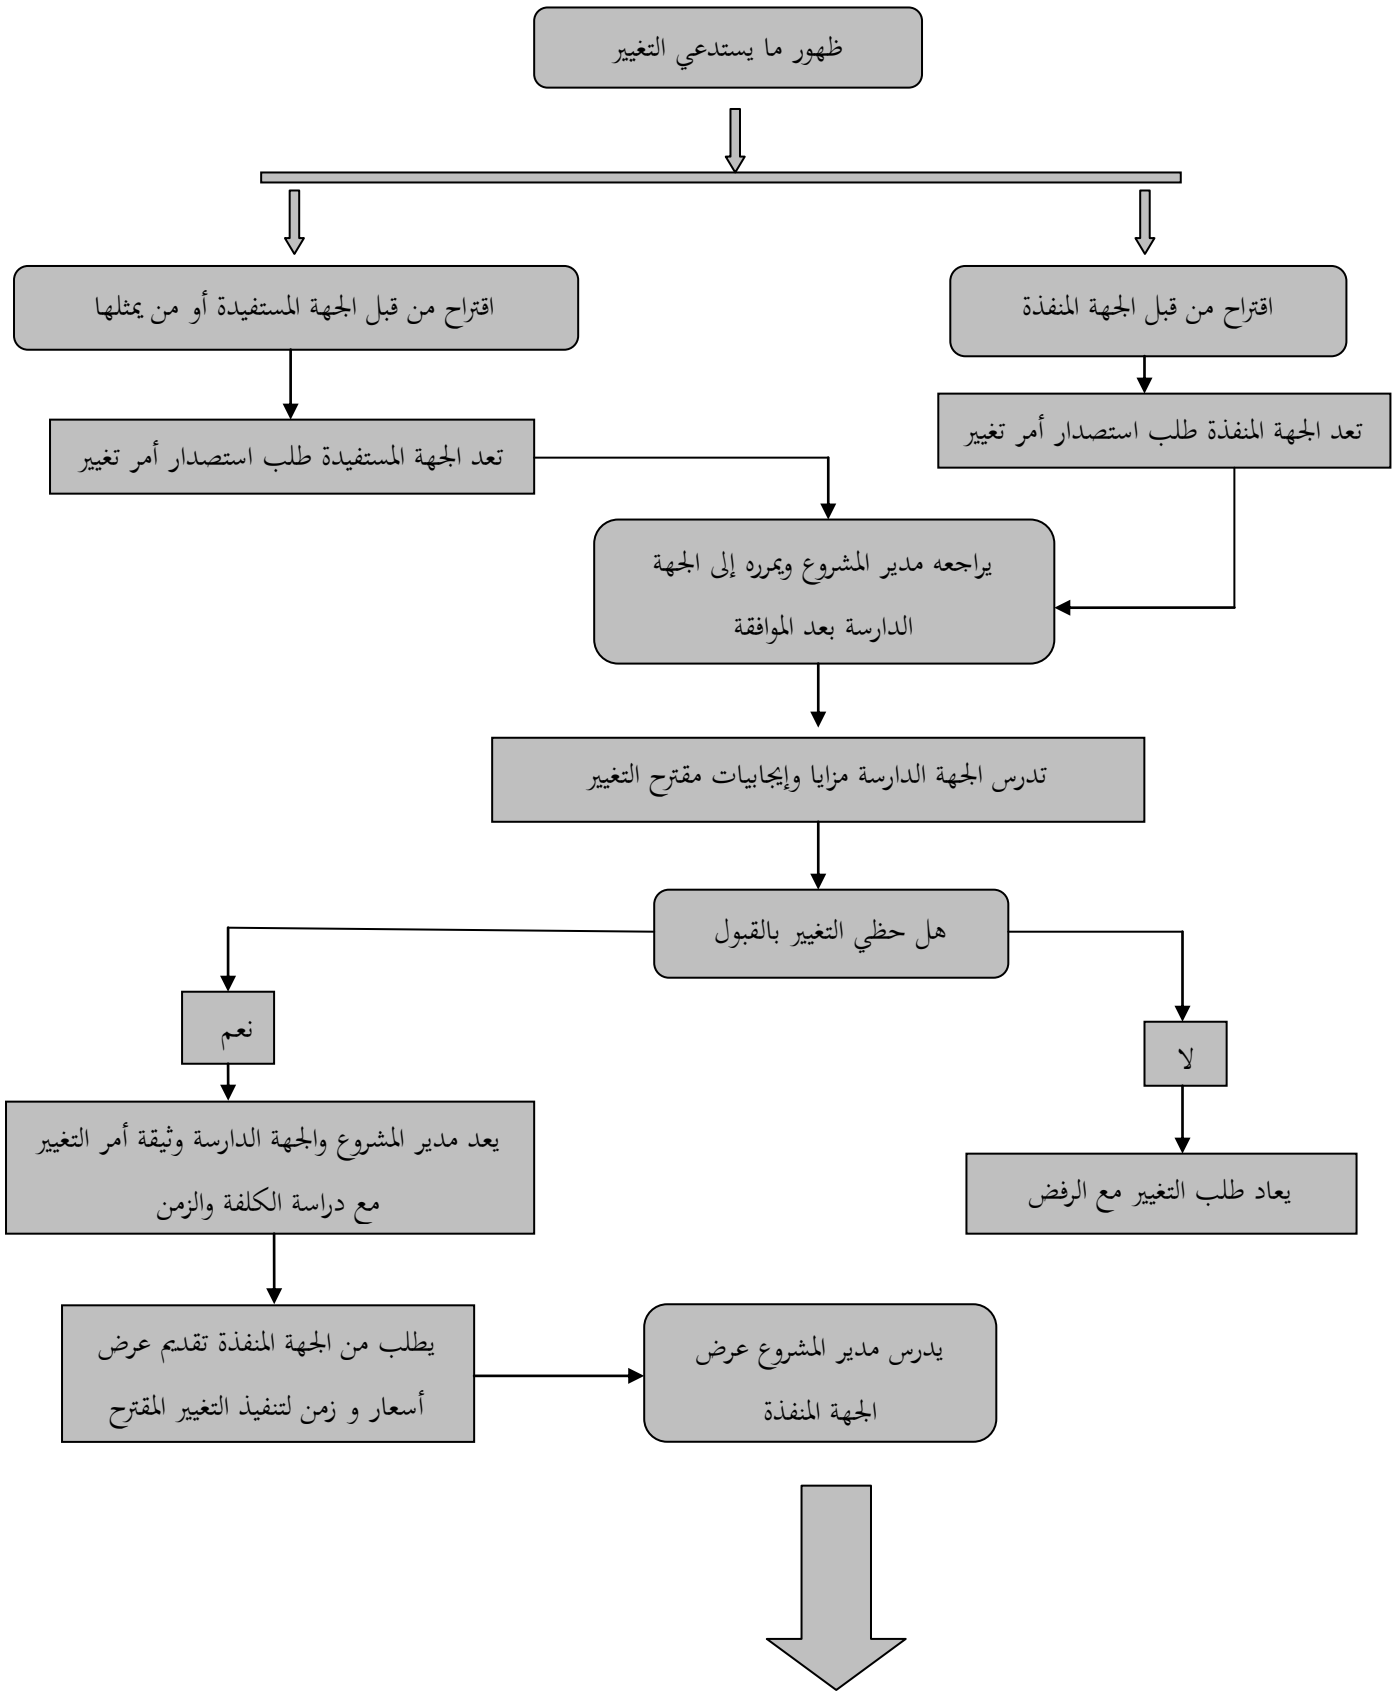 ظهور ما يستدعي التغيير
اقتراح من قبل الجهة المنفذة
اقتراح من قبل الجهة المستفيدة أو من يمثلها
تعد الجهة المنفذة طلب استصدار أمر تغيير
تعد الجهة المستفيدة طلب استصدار أمر تغيير
يراجعه مدير المشروع ويمرره إلى الجهة
الدارسة بعد الموافقة
تدرس الجهة الدارسة مزايا وإيجابيات مقترح التغيير
هل حظي التغيير بالقبول
لا
نعم
يعاد طلب التغيير مع الرفض
يعد مدير المشروع والجهة الدارسة وثيقة أمر التغيير
مع دراسة الكلفة والزمن
يطلب من الجهة المنفذة تقديم عرض
أسعار و زمن لتنفيذ التغيير المقترح
يدرس مدير المشروع عرض
الجهة المنفذة